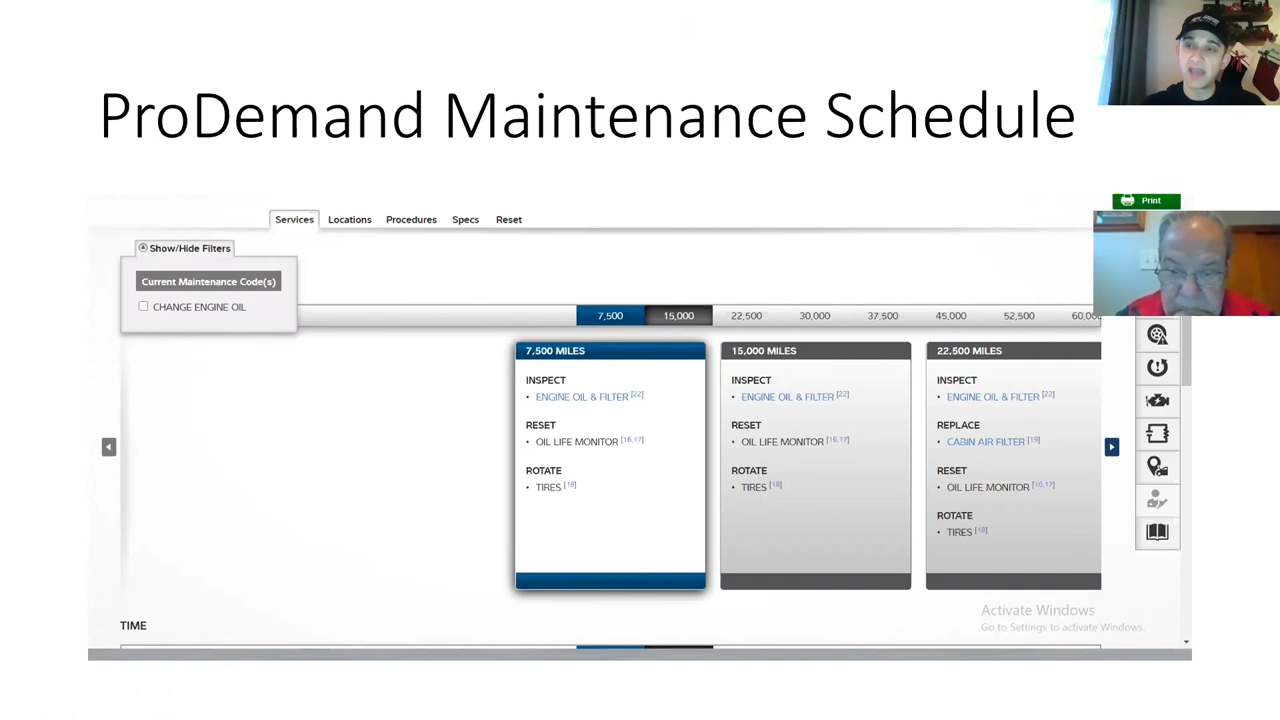 ProDemand Maintenance Schedule
Print
Services Locations Procedures Specs Reset
Show/Hide Filters
Current Maintenance Code(s)
CHANGE ENGINE OIL
7,500 15,000 22,500 30,000 37,500 45,000 52,500 60,000
7,500 MILES
INSPECT
• ENGINE OIL & FILTER [22]
RESET
• OIL LIFE MONITOR [16,17]
ROTATE
• TIRES [18]
15,000 MILES
INSPECT
• ENGINE OIL & FILTER [22]
RESET
• OIL LIFE MONITOR [16,17]
ROTATE
• TIRES [18]
22,500 MILES
INSPECT
• ENGINE OIL & FILTER [22]
REPLACE
• CABIN AIR FILTER [19]
RESET
• OIL LIFE MONITOR [16,17]
ROTATE
• TIRES [18]
TIME
Activate Windows
Go to Settings to activate Windows.